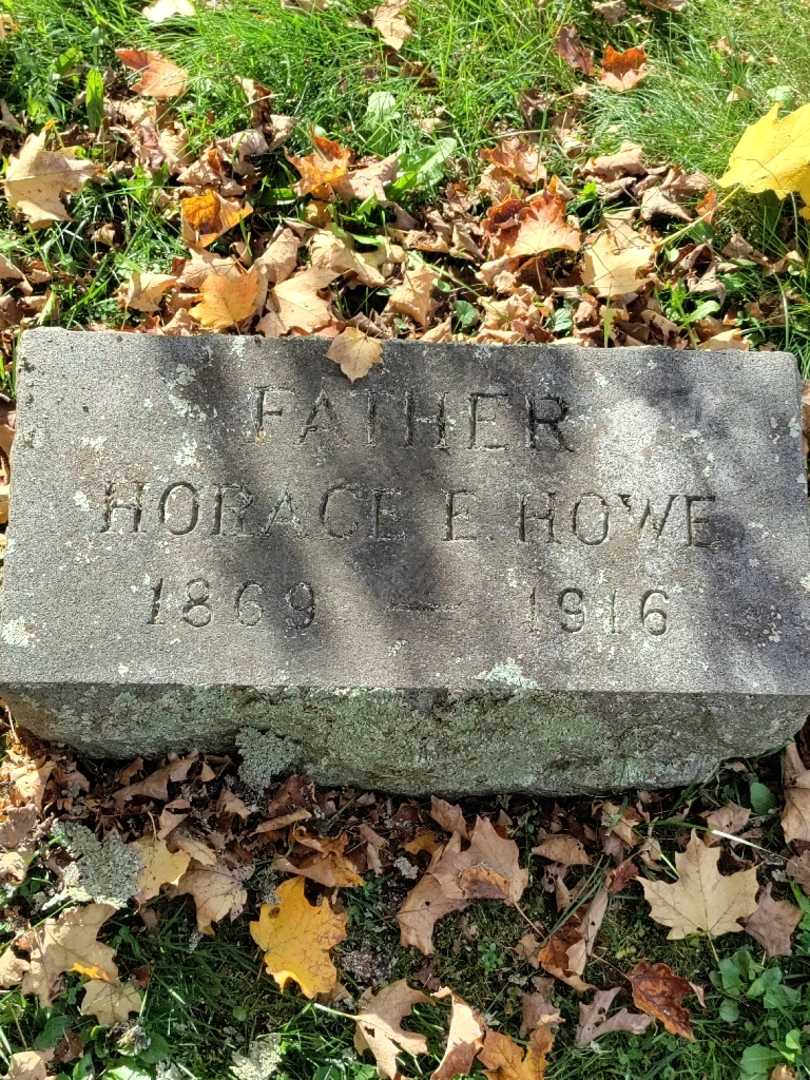 FATHER
HORACE E. HOWE
1869 — 1916